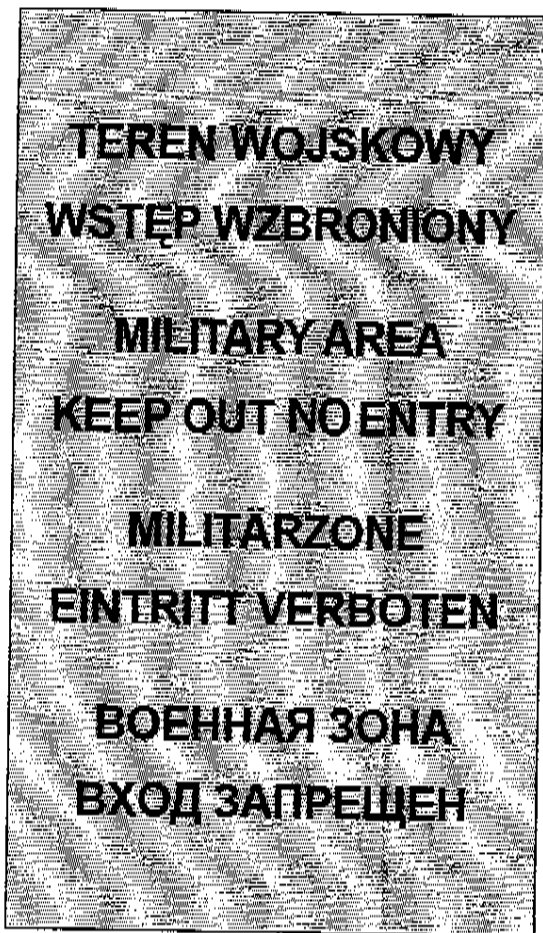 TEREN WOJSKOWY
WSTĘP WZBRONIONY
MILITARY AREA
KEEP OUT NO ENTRY
MILITÄRZONE
EINTRITT VERBOTEN
ВОЕННАЯ ЗОНА
ВХОД ЗАПРЕЩЕН